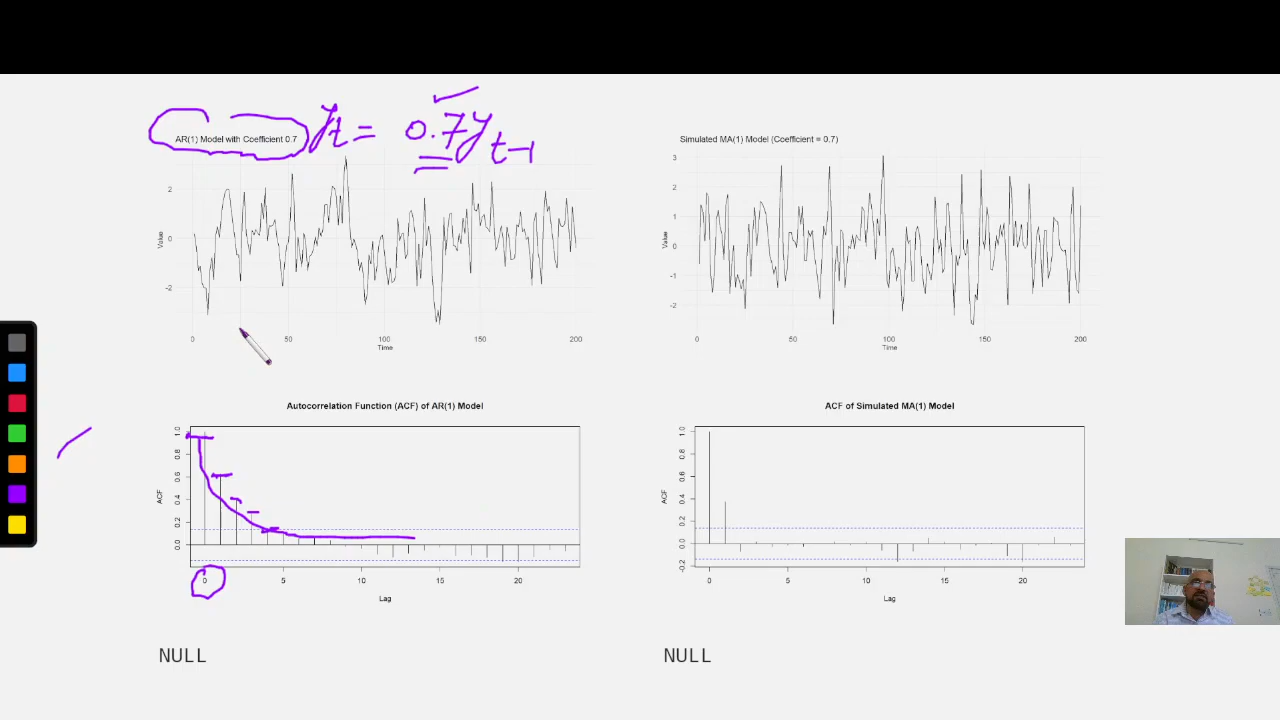 y_t = 0.7y_{t-1}
AR(1) Model with Coefficient 0.7
Value
2
0
-2
0 50 100 150 200
Time
Simulated MA(1) Model (Coefficient = 0.7)
Value
3
2
1
0
-1
-2
0 50 100 150 200
Time
Autocorrelation Function (ACF) of AR(1) Model
ACF
1.0
0.8
0.6
0.4
0.2
0.0
0 5 10 15 20
Lag
NULL
ACF of Simulated MA(1) Model
ACF
1.0
0.8
0.6
0.4
0.2
0.0
-0.2
0 5 10 15 20
Lag
NULL